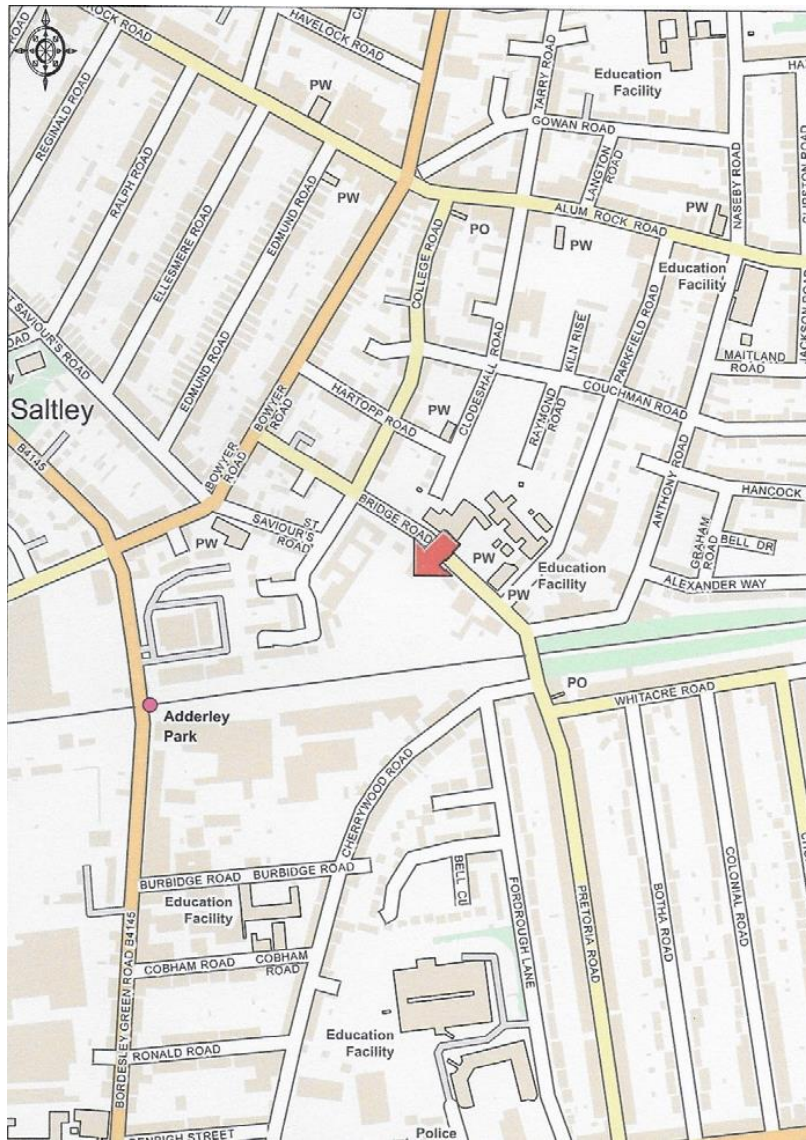 ROCK ROAD
HAVELOCK ROAD
TARRY ROAD
Education
Facility
REGINALD ROAD
PW
GOWAN ROAD
LANGTON
ROAD
NASEBY ROAD
RALPH ROAD
EDMUND ROAD
PW
ALUM ROCK ROAD
PW
PO
PW
ELLESMERE ROAD
COLLEGE ROAD
Education
Facility
ST SAVIOUR'S ROAD
ROAD
PARKFIELD ROAD
KILN RISE
JACKSON ROAD
MAITLAND
ROAD
CLODESHALL ROAD
COUCHMAN ROAD
EDMUND ROAD
BOWYER
ROAD
HARTOPP ROAD
PW
RAYMOND
ROAD
Saltley
B4145
BOWYER
ROAD
ANTHONY ROAD
HANCOCK
BRIDGE ROAD
ST.
SAVIOUR'S
ROAD
GRAHAM
ROAD
BELL DR
PW
PW
Education
Facility
PW
ALEXANDER WAY
PO
WHITACRE ROAD
Adderley
Park
CHERRYWOOD ROAD
BURBIDGE ROAD
BURBIDGE ROAD
BELL CU
FORDROUGH LANE
PRETORIA ROAD
BOTHA ROAD
COLONIAL ROAD
Education
Facility
COBHAM ROAD
COBHAM
ROAD
BORDESLEY GREEN ROAD B4145
Education
Facility
RONALD ROAD
DENBIGH STREET
Police